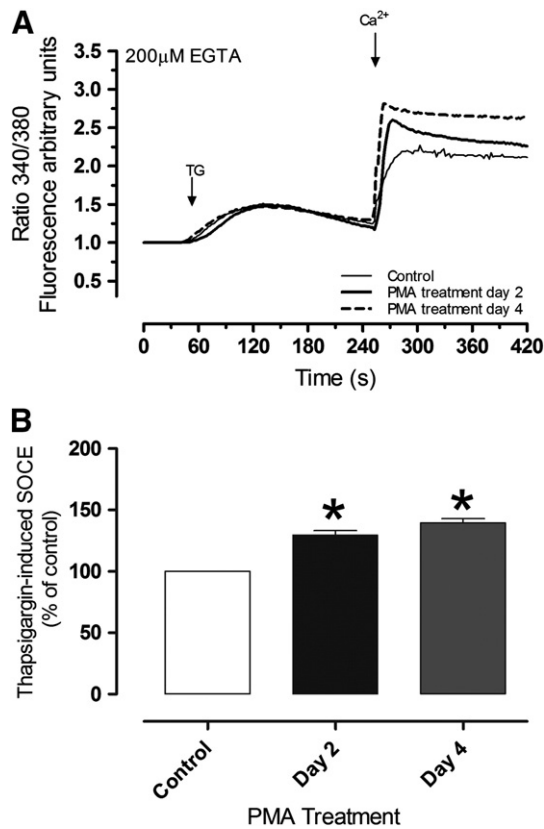 A
200μM EGTA
Ca²⁺
TG
Ratio 340/380
Fluorescence arbitrary units
3.5
3.0
2.5
2.0
1.5
1.0
Control
PMA treatment day 2
PMA treatment day 4
0 60 120 180 240 300 360 420
Time (s)
B
Thapsigargin-induced SOCE
(% of control)
200
150
100
50
0
* *
Control Day 2 Day 4
PMA Treatment